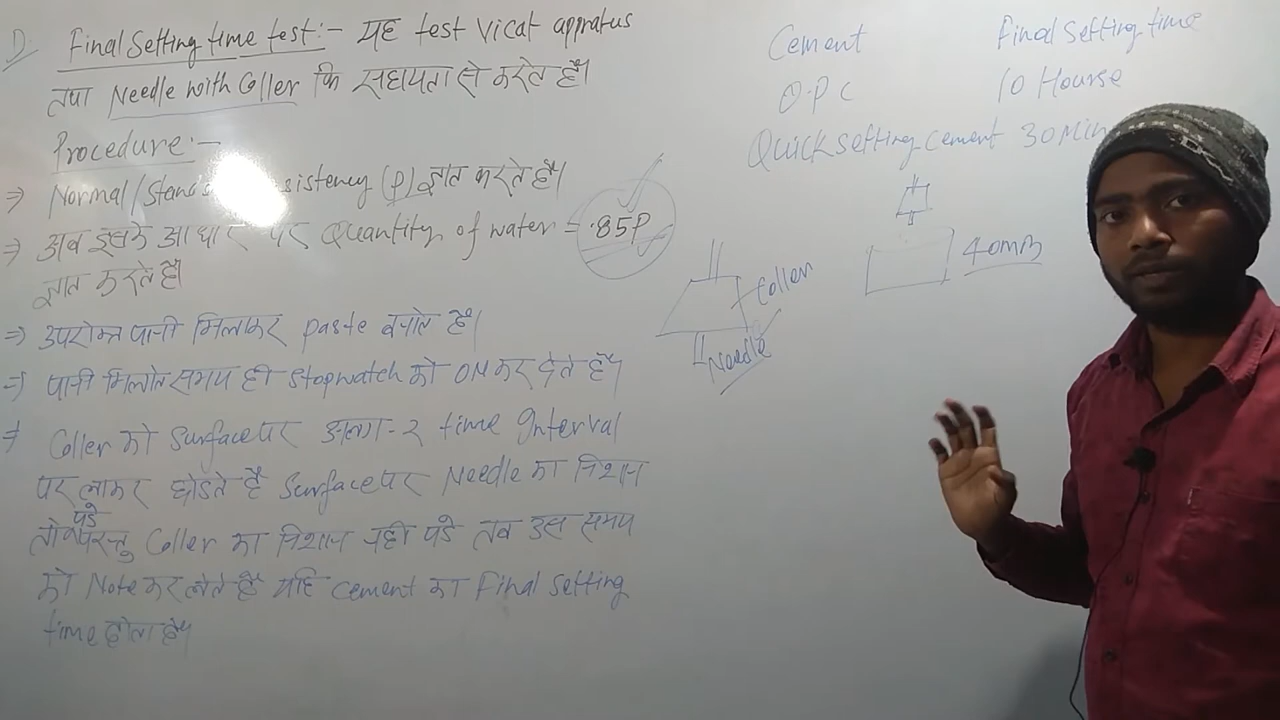 D.
Final Setting time test:- यह test Vicat apparatus
तथा Needle with Coller कि सहायता से करते है।
Procedure:-
⇒ Normal/Stand sistency (P) ज्ञात करते है।
⇒ अब इसके आधार पर Quantity of water = .85P
ज्ञात करते है।
⇒ उपरोक्त पानी मिलाकर paste बनाते है।
⇒ पानी मिलाते समय ही Stopwatch को ON कर देते है।
⇒ Coller को Surface पर अलग-2 time Interval
पर लाकर छोडते है Surface पर Needle का निशान
तो पडे परन्तु Coller का निशान नही पडे तब उस समय
को Note कर लेते है यहि Cement का Final Setting
time होता है।
Cement Final Setting time
O.P.C 10 Hourse
Quick setting cement 30 Min
40mm
Coller
Needle